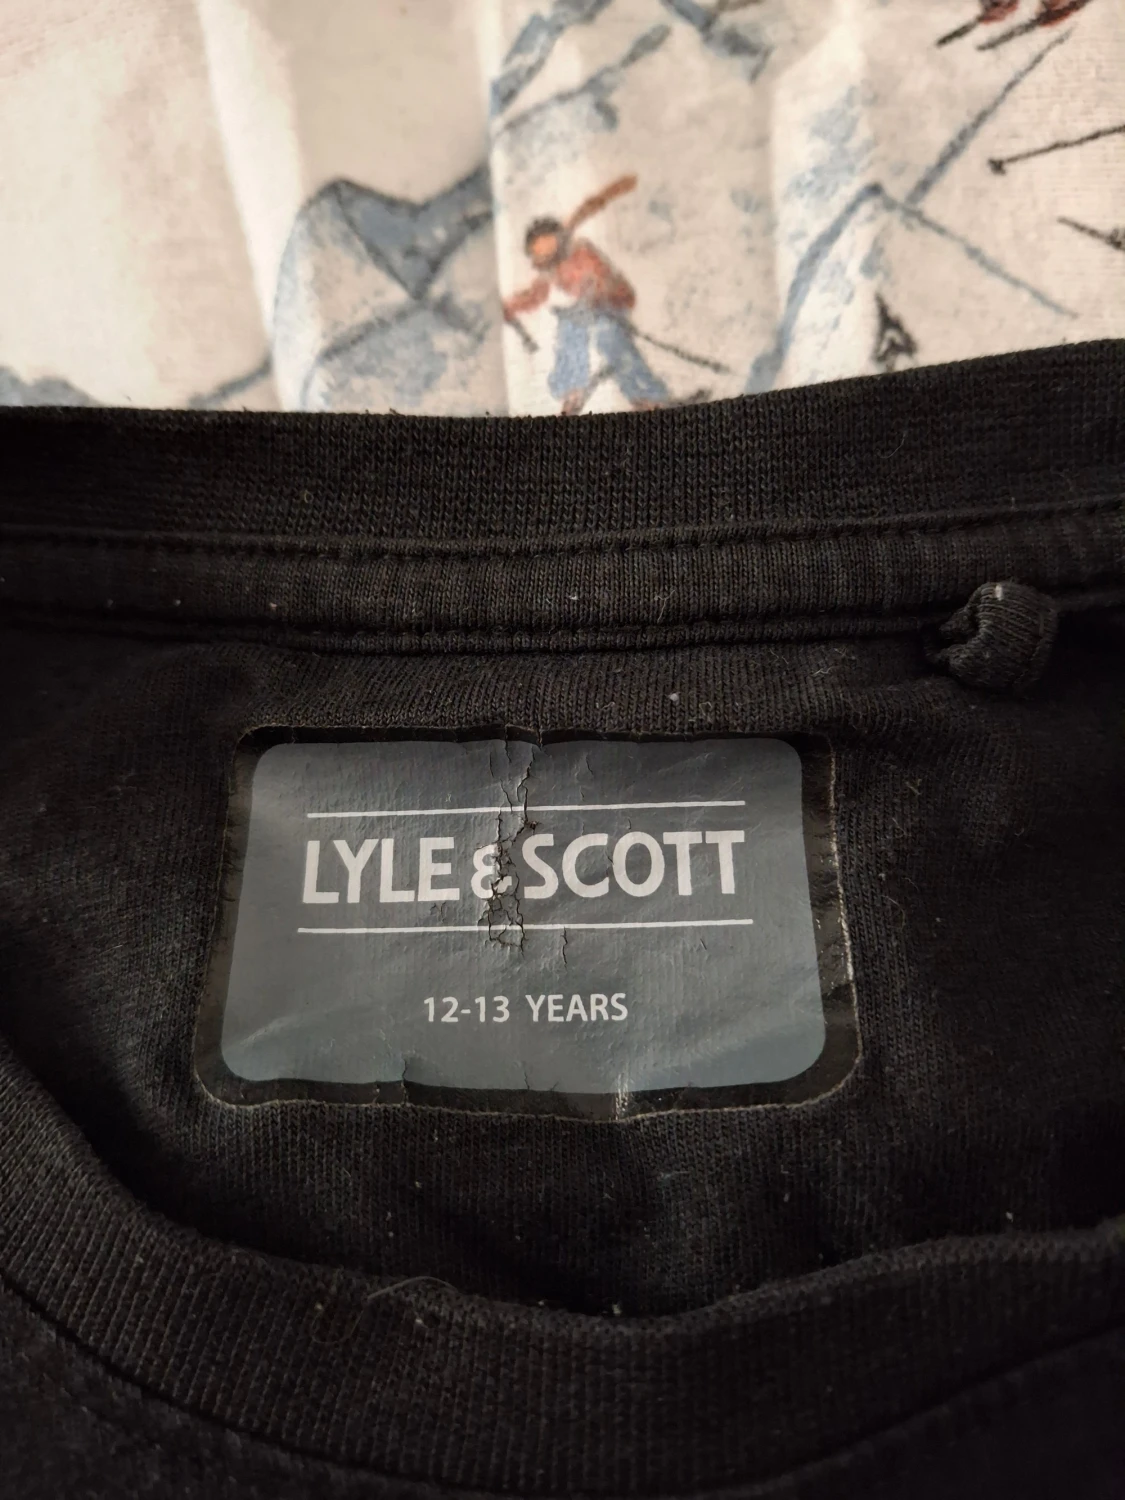 LYLE & SCOTT
12-13 YEARS